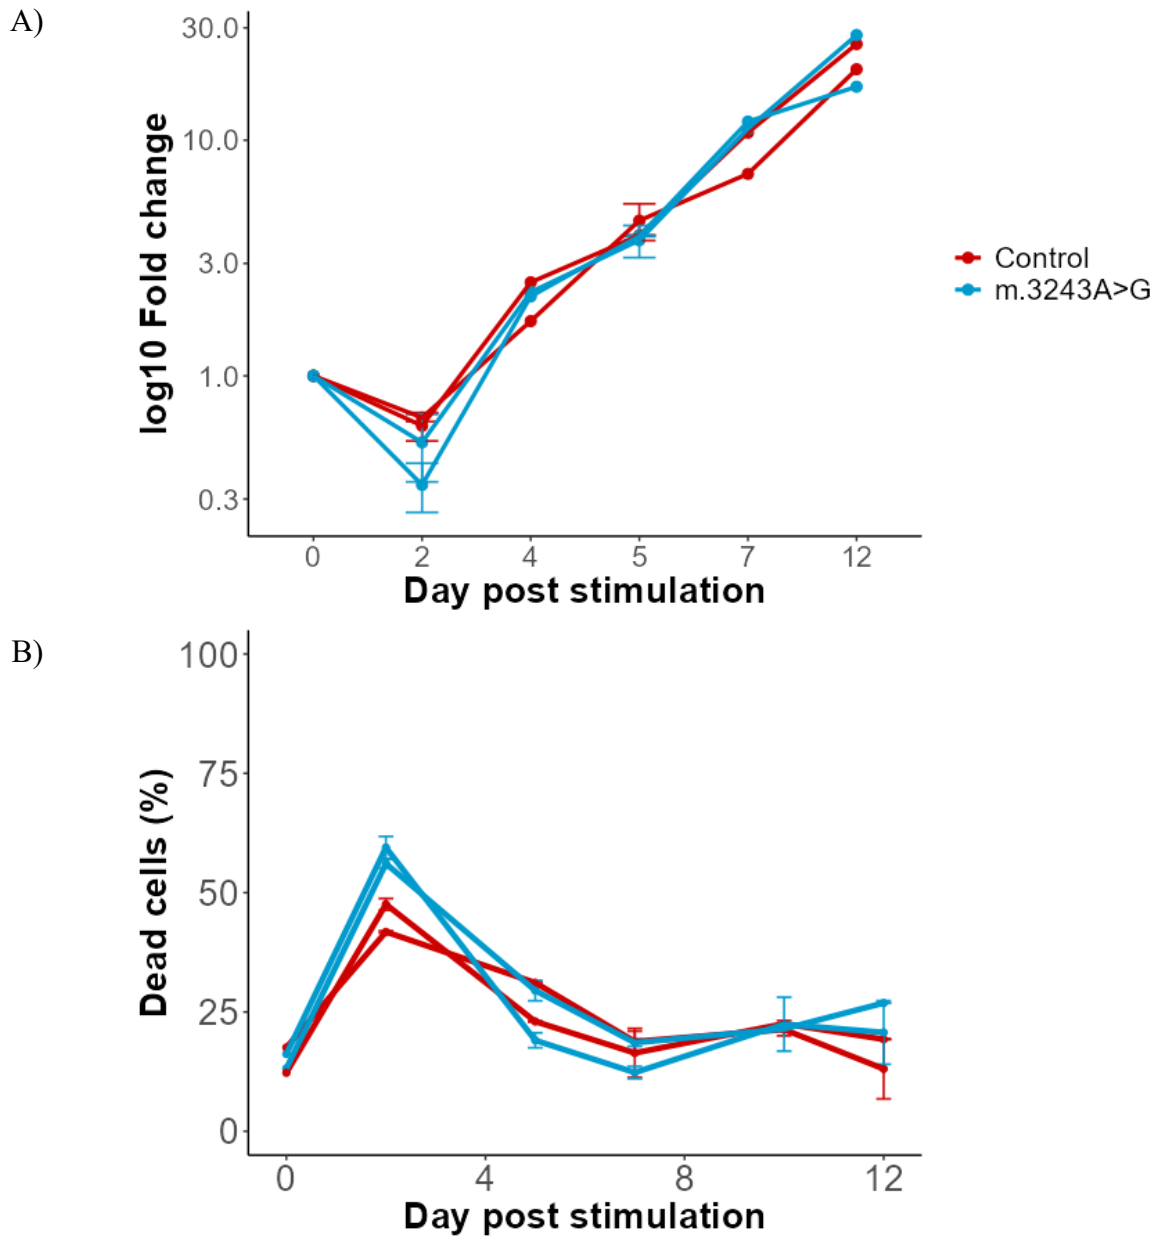 A)
log10 Fold change
30.0
10.0
3.0
1.0
0.3
0 2 4 5 7 12
Day post stimulation
Control
m.3243A>G
B)
Dead cells (%)
100
75
50
25
0
0 4 8 12
Day post stimulation